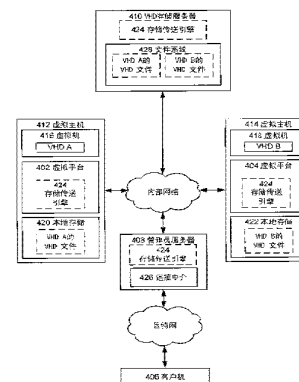 410 VHD存储服务器
424 存储传送引擎
428 文件区域
VHD A的
VHD 文件
VHD B的
VHD 文件
412 虚拟主机
416 虚拟机
VHD A
402 虚拟平台
424
存储传送
引擎
420 本地存储
VHD A的
VHD 文件
内部网络
414 虚拟主机
418 虚拟机
VHD B
404 虚拟平台
424
存储传送
引擎
422 本地存储
VHD B的
VHD 文件
408 管理器服务器
424
存储传送引擎
426 连接中介
互联网
406 客户机